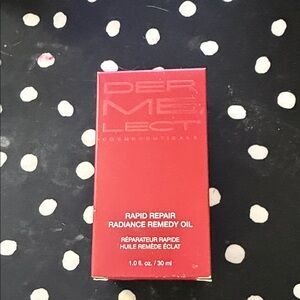 DER
ME
LECT
COSMECEUTICALS
RAPID REPAIR
RADIANCE REMEDY OIL
RÉPARATEUR RAPIDE
HUILE REMÈDE ÉCLAT
1.0 fl. oz. / 30 ml